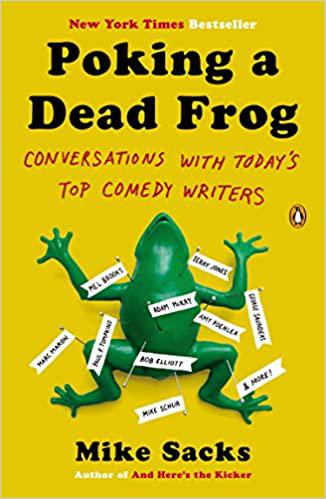 New York Times Bestseller
Poking a
Dead Frog
CONVERSATIONS WITH TODAY'S
TOP COMEDY WRITERS
MEL BROOKS
TERRY JONES
ADAM McKAY
GEORGE SAUNDERS
AMY POEHLER
MARC MARON
PAUL F. TOMPKINS
BOB ELLIOTT
& MORE!
MIKE SCHUR
Mike Sacks
Author of And Here's the Kicker